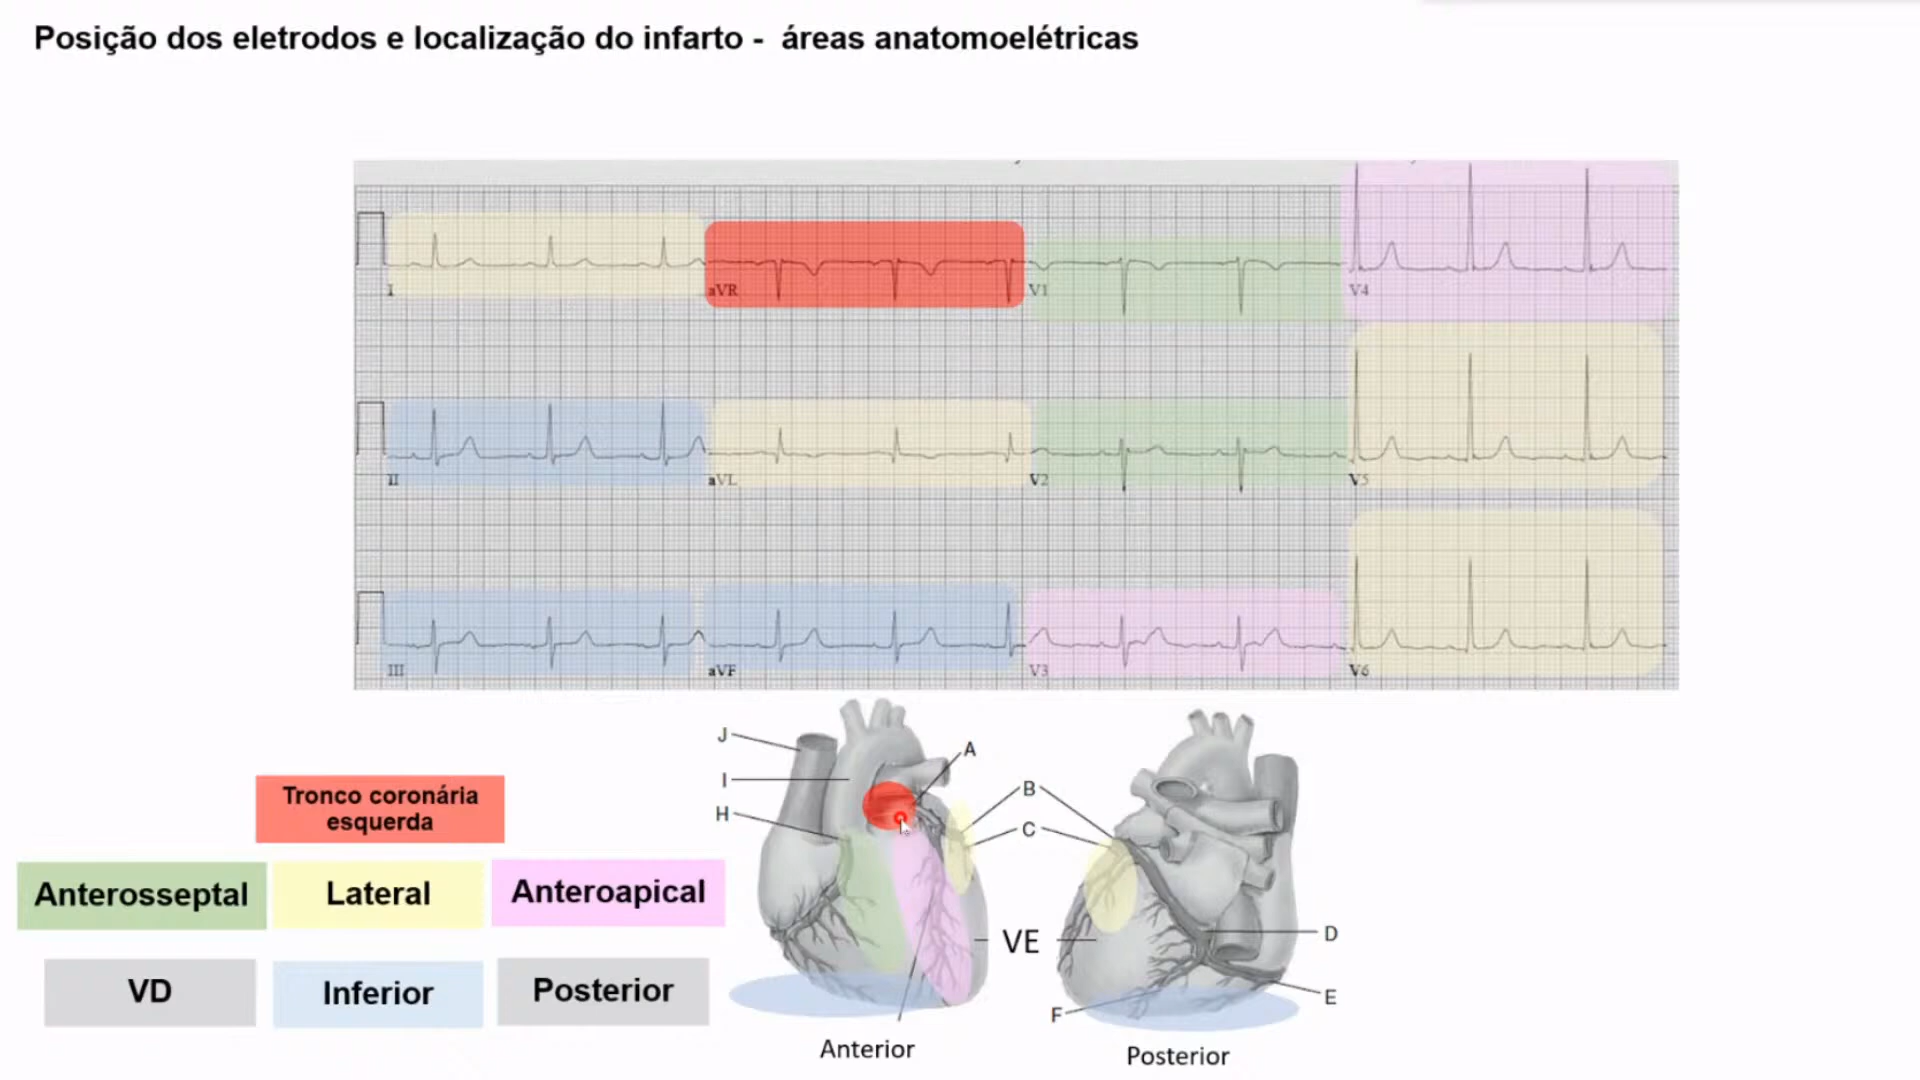 Posição dos eletrodos e localização do infarto - áreas anatomoelétricas
I
aVR
V1
V4
II
aVL
V2
V5
III
aVF
V3
V6
J
I
H
A
B
C
D
E
F
VE
Tronco coronária
esquerda
Anterosseptal
Lateral
Anteroapical
VD
Inferior
Posterior
Anterior
Posterior